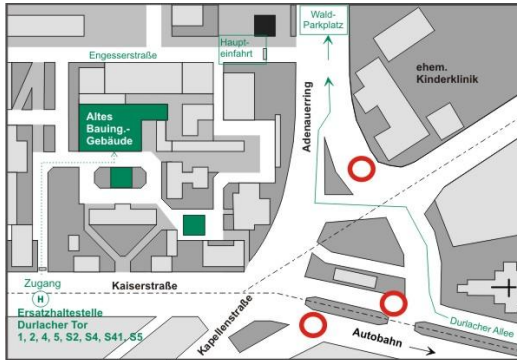 Wald-
Parkplatz
Engesserstraße
Haupt-
einfahrt
ehem.
Kinderklinik
Adenauerring
Altes
Bauing.-
Gebäude
Zugang
H
Kaiserstraße
Ersatzhaltestelle
Durlacher Tor
1, 2, 4, 5, S2, S4, S41, S5
Kapellenstraße
Autobahn
Durlacher Allee